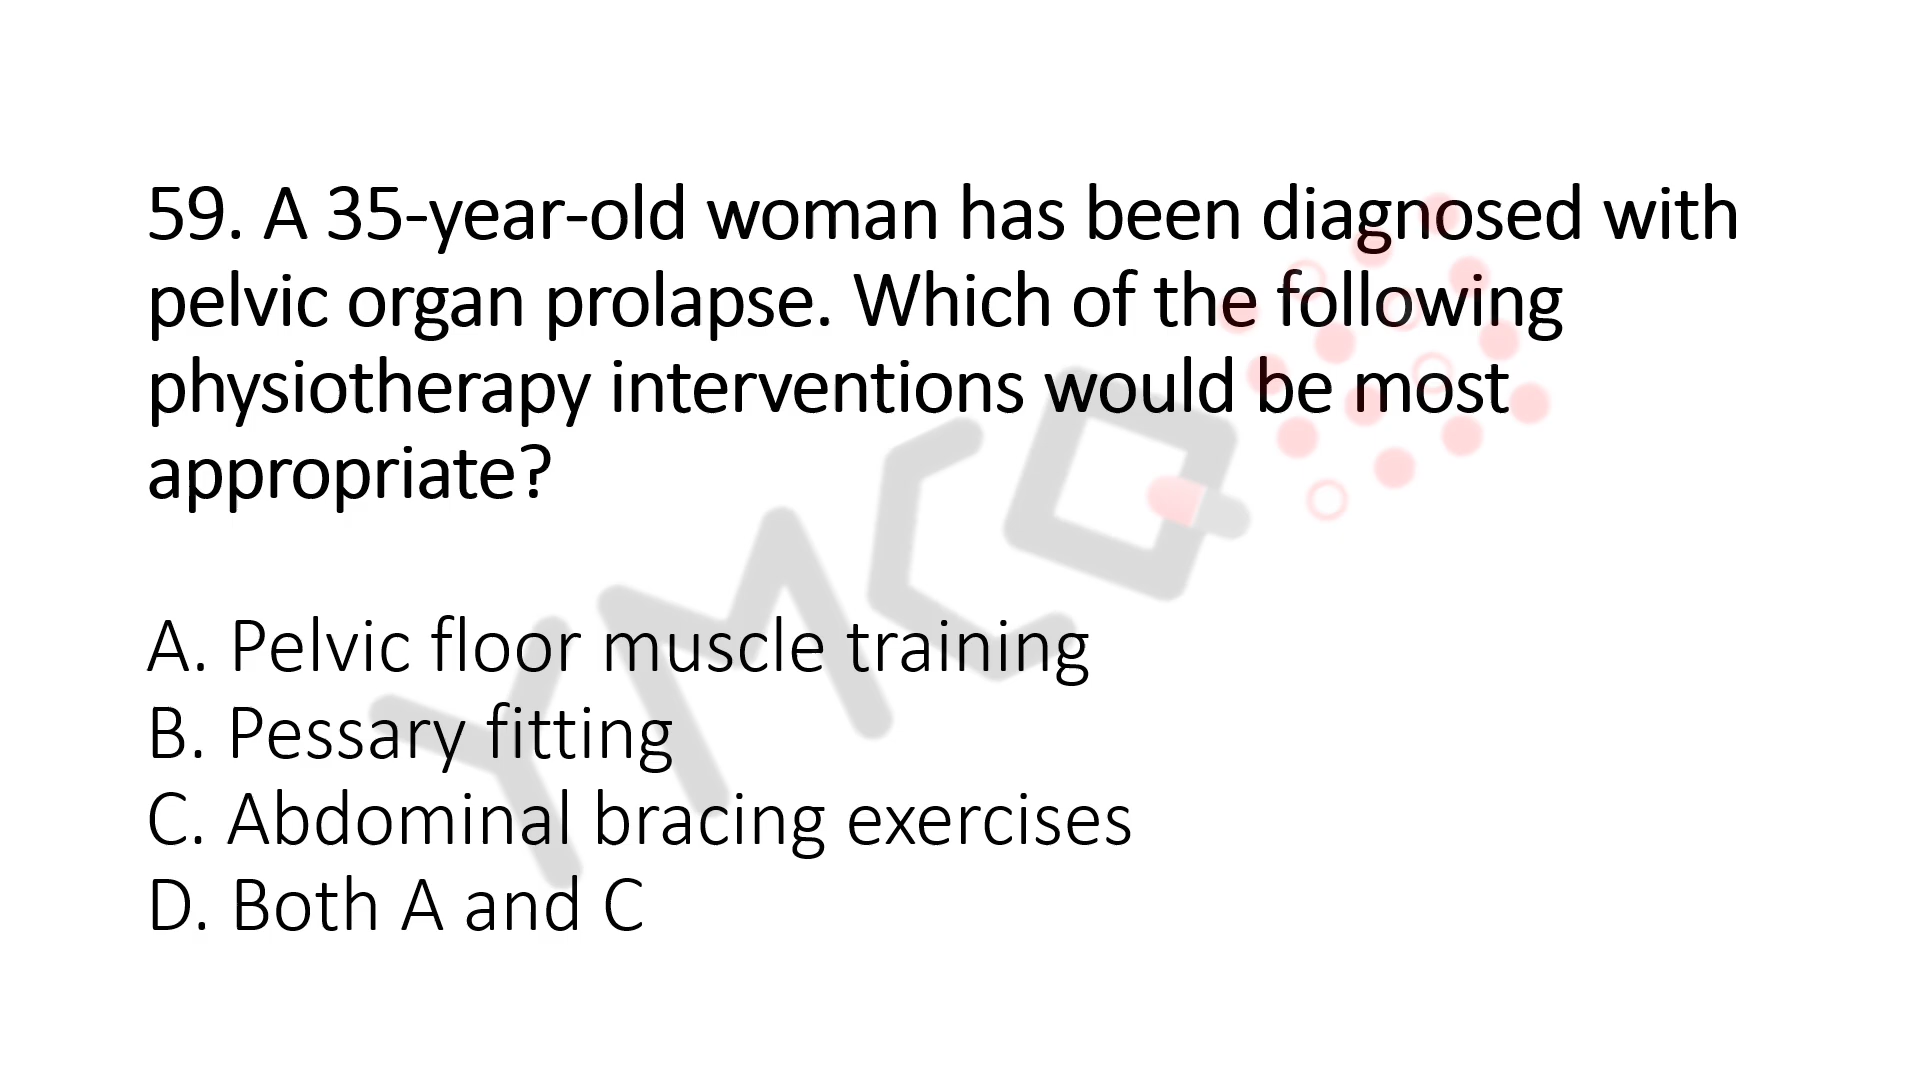 59. A 35-year-old woman has been diagnosed with
pelvic organ prolapse. Which of the following
physiotherapy interventions would be most
appropriate?
A. Pelvic floor muscle training
B. Pessary fitting
C. Abdominal bracing exercises
D. Both A and C
YMCQ